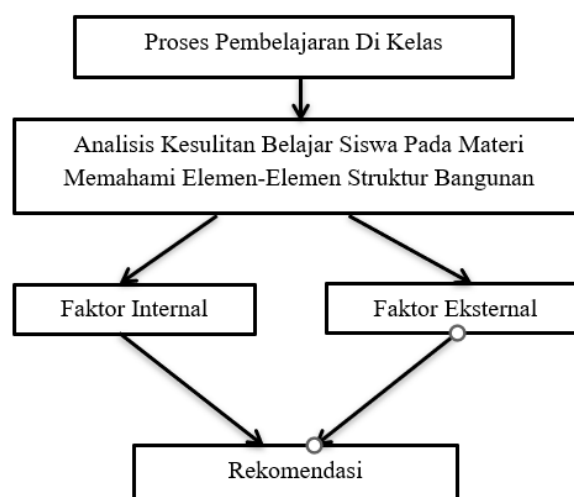 Proses Pembelajaran Di Kelas
Analisis Kesulitan Belajar Siswa Pada Materi
Memahami Elemen-Elemen Struktur Bangunan
Faktor Internal
Faktor Eksternal
Rekomendasi